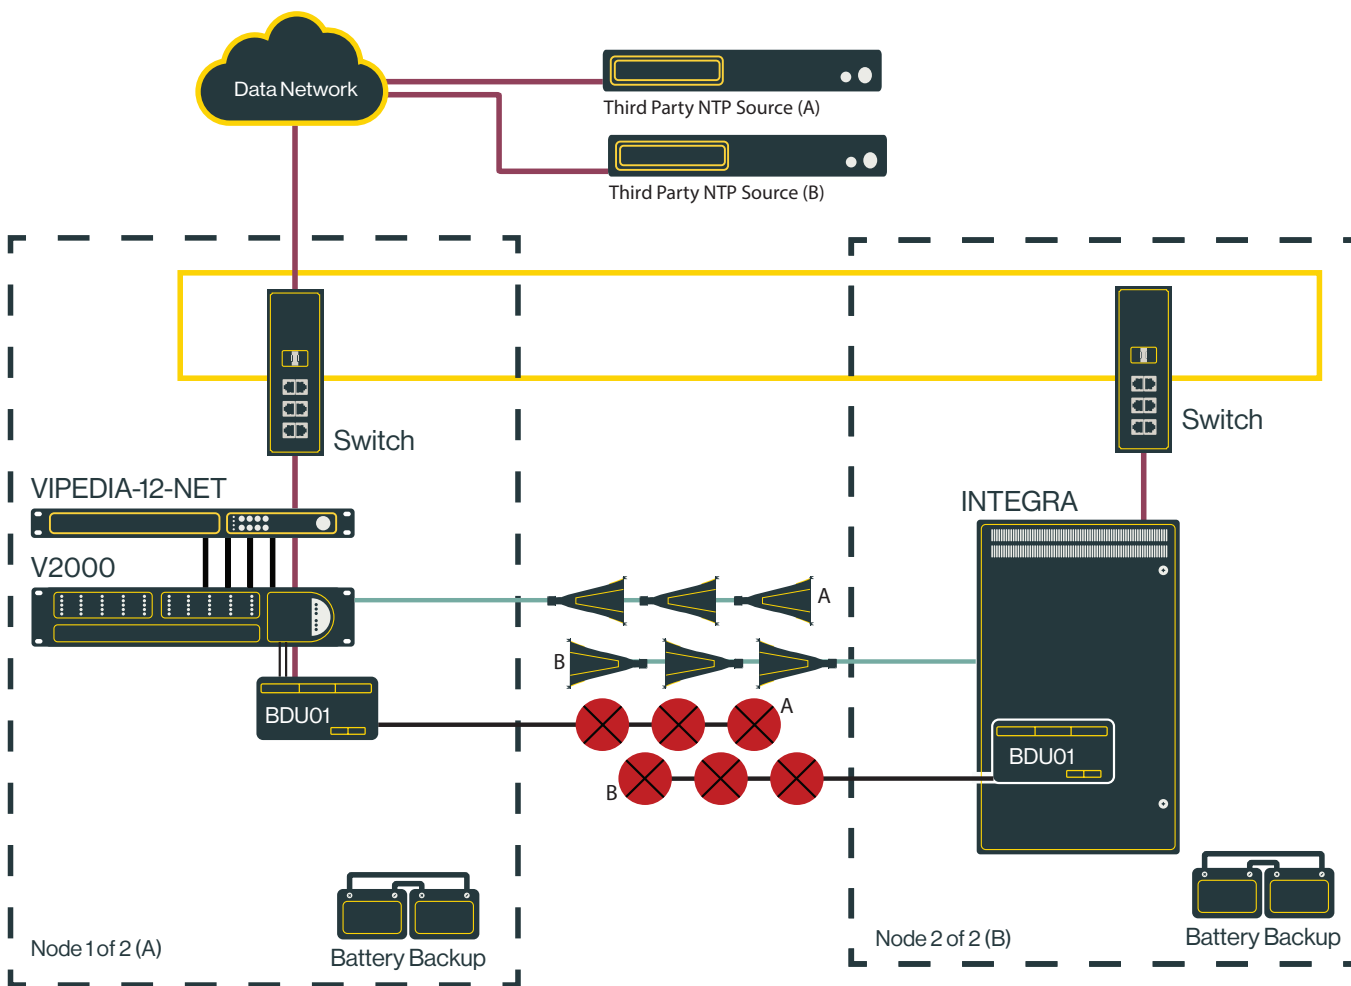 Data Network
Third Party NTP Source (A)
Third Party NTP Source (B)
Switch
Switch
VIPEDIA-12-NET
INTEGRA
V2000
A
B
BDU01
A
BDU01
B
Node 1 of 2 (A)
Battery Backup
Node 2 of 2 (B)
Battery Backup